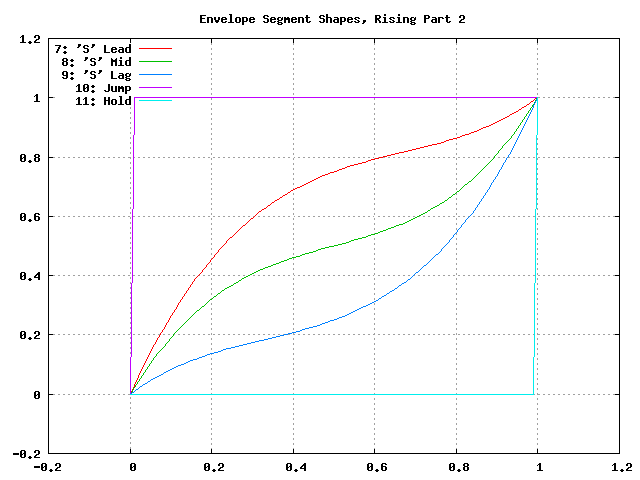 Envelope Segment Shapes, Rising Part 2
1.2
7: 'S' Lead
8: 'S' Mid
9: 'S' Lag
10: Jump
11: Hold
1
0.8
0.6
0.4
0.2
0
-0.2
-0.2 0 0.2 0.4 0.6 0.8 1 1.2